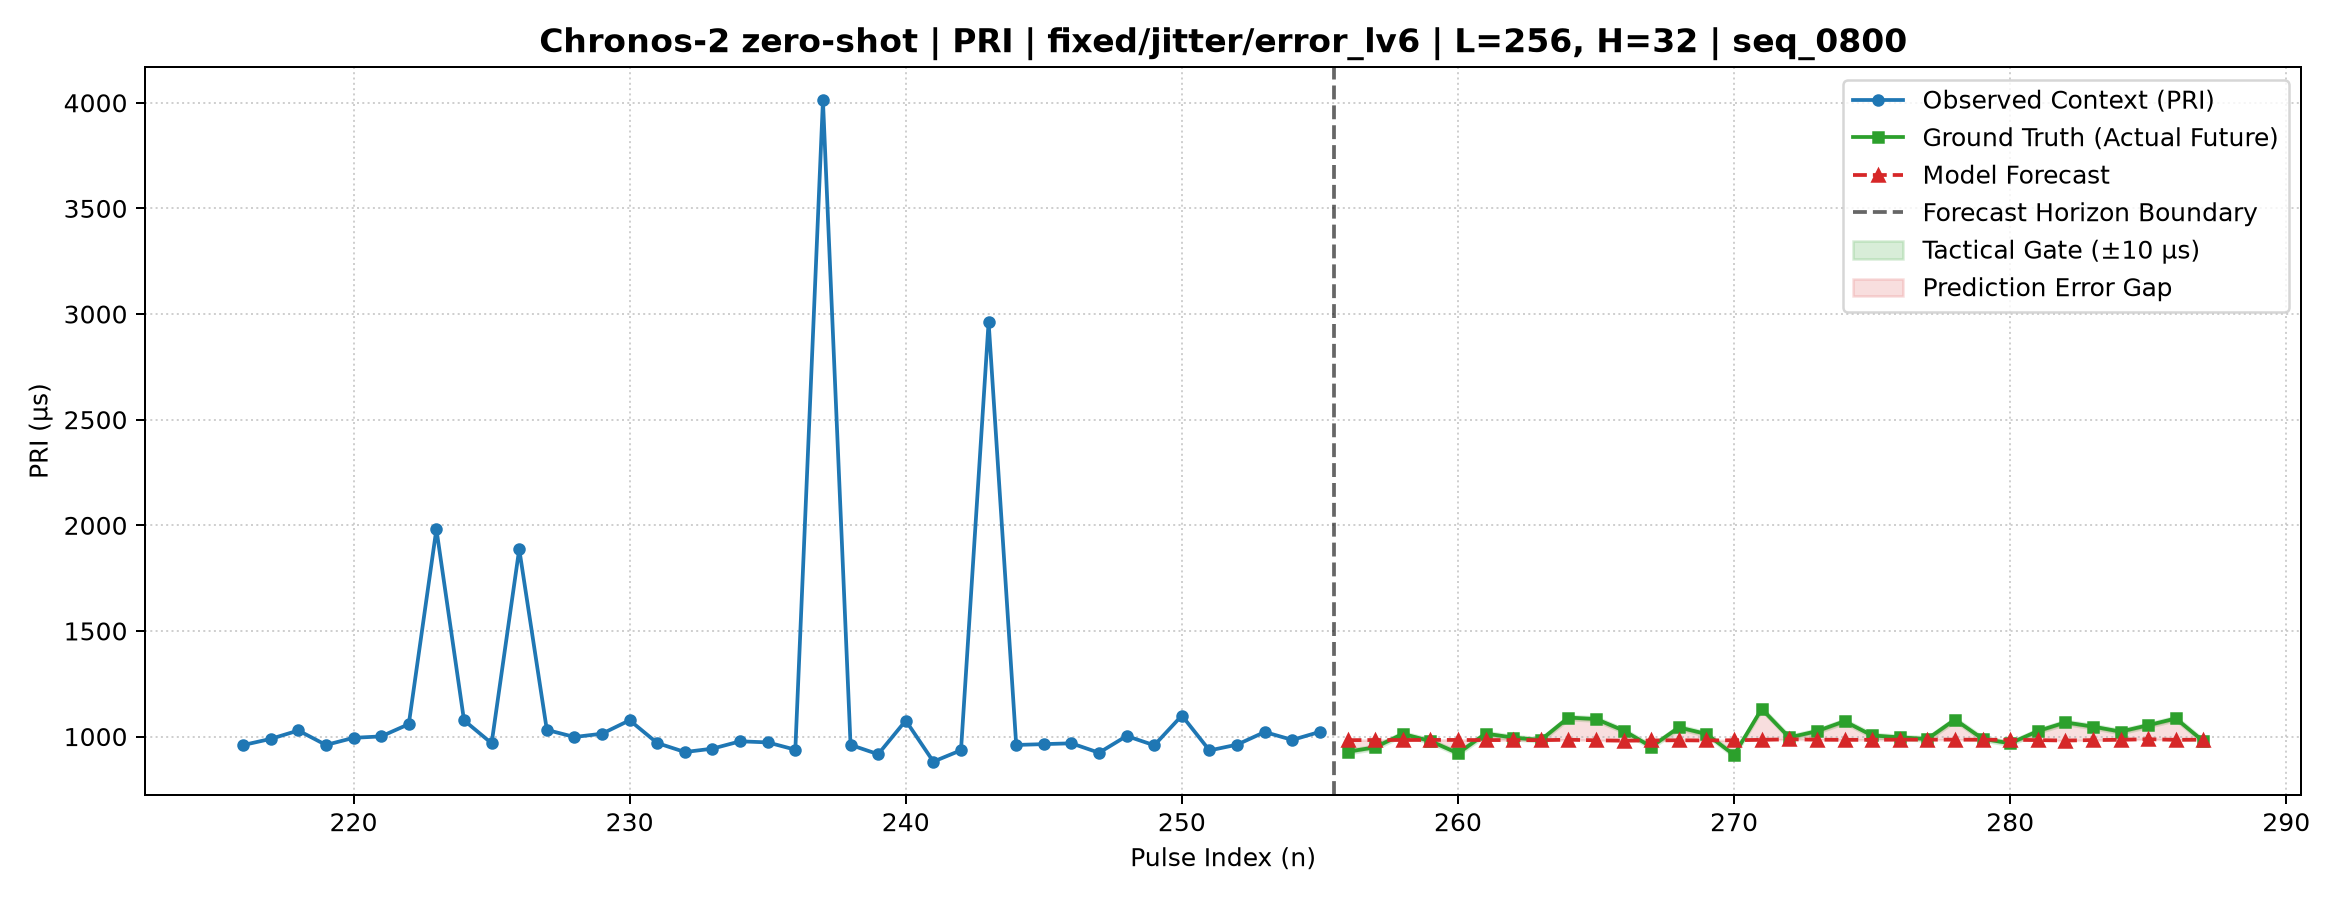 Chronos-2 zero-shot | PRI | fixed/jitter/error_lv6 | L=256, H=32 | seq_0800
PRI (µs)
4000
3500
3000
2500
2000
1500
1000
Observed Context (PRI)
Ground Truth (Actual Future)
Model Forecast
Forecast Horizon Boundary
Tactical Gate (±10 µs)
Prediction Error Gap
220 230 240 250 260 270 280 290
Pulse Index (n)